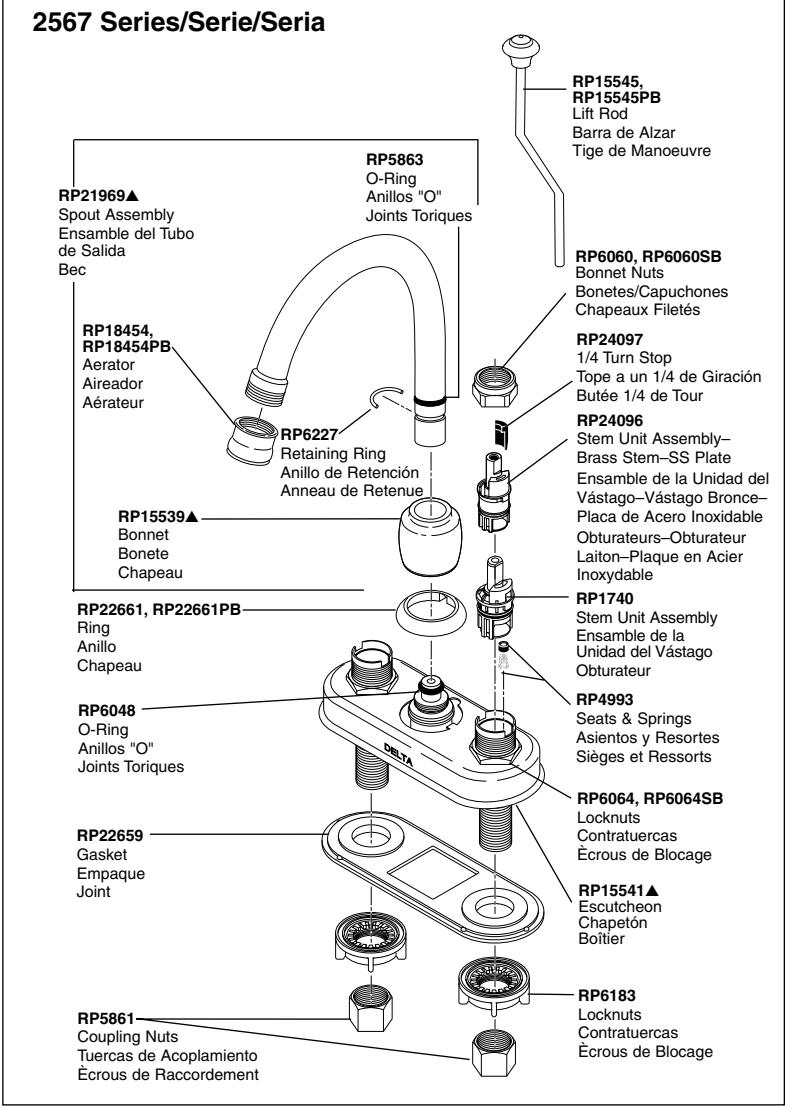 2567 Series/Serie/Seria
RP15545,
RP15545PB
Lift Rod
Barra de Alzar
Tige de Manoeuvre
RP5863
O-Ring
Anillos "O"
Joints Toriques
RP21969▲
Spout Assembly
Ensamble del Tubo
de Salida
Bec
RP6060, RP6060SB
Bonnet Nuts
Bonetes/Capuchones
Chapeaux Filetés
RP18454,
RP18454PB
Aerator
Aireador
Aérateur
RP24097
1/4 Turn Stop
Tope a un 1/4 de Giración
Butée 1/4 de Tour
RP6227
Retaining Ring
Anillo de Retención
Anneau de Retenue
RP24096
Stem Unit Assembly–
Brass Stem–SS Plate
Ensamble de la Unidad del
Vástago–Vástago Bronce–
Placa de Acero Inoxidable
Obturateurs–Obturateur
Laiton–Plaque en Acier
Inoxydable
RP15539▲
Bonnet
Bonete
Chapeau
RP22661, RP22661PB
Ring
Anillo
Chapeau
RP1740
Stem Unit Assembly
Ensamble de la
Unidad del Vástago
Obturateur
RP6048
O-Ring
Anillos "O"
Joints Toriques
RP4993
Seats & Springs
Asientos y Resortes
Sièges et Ressorts
DELTA
RP6064, RP6064SB
Locknuts
Contratuercas
Ècrous de Blocage
RP22659
Gasket
Empaque
Joint
RP15541▲
Escutcheon
Chapetón
Boîtier
RP5861
Coupling Nuts
Tuercas de Acoplamiento
Ècrous de Raccordement
RP6183
Locknuts
Contratuercas
Ècrous de Blocage